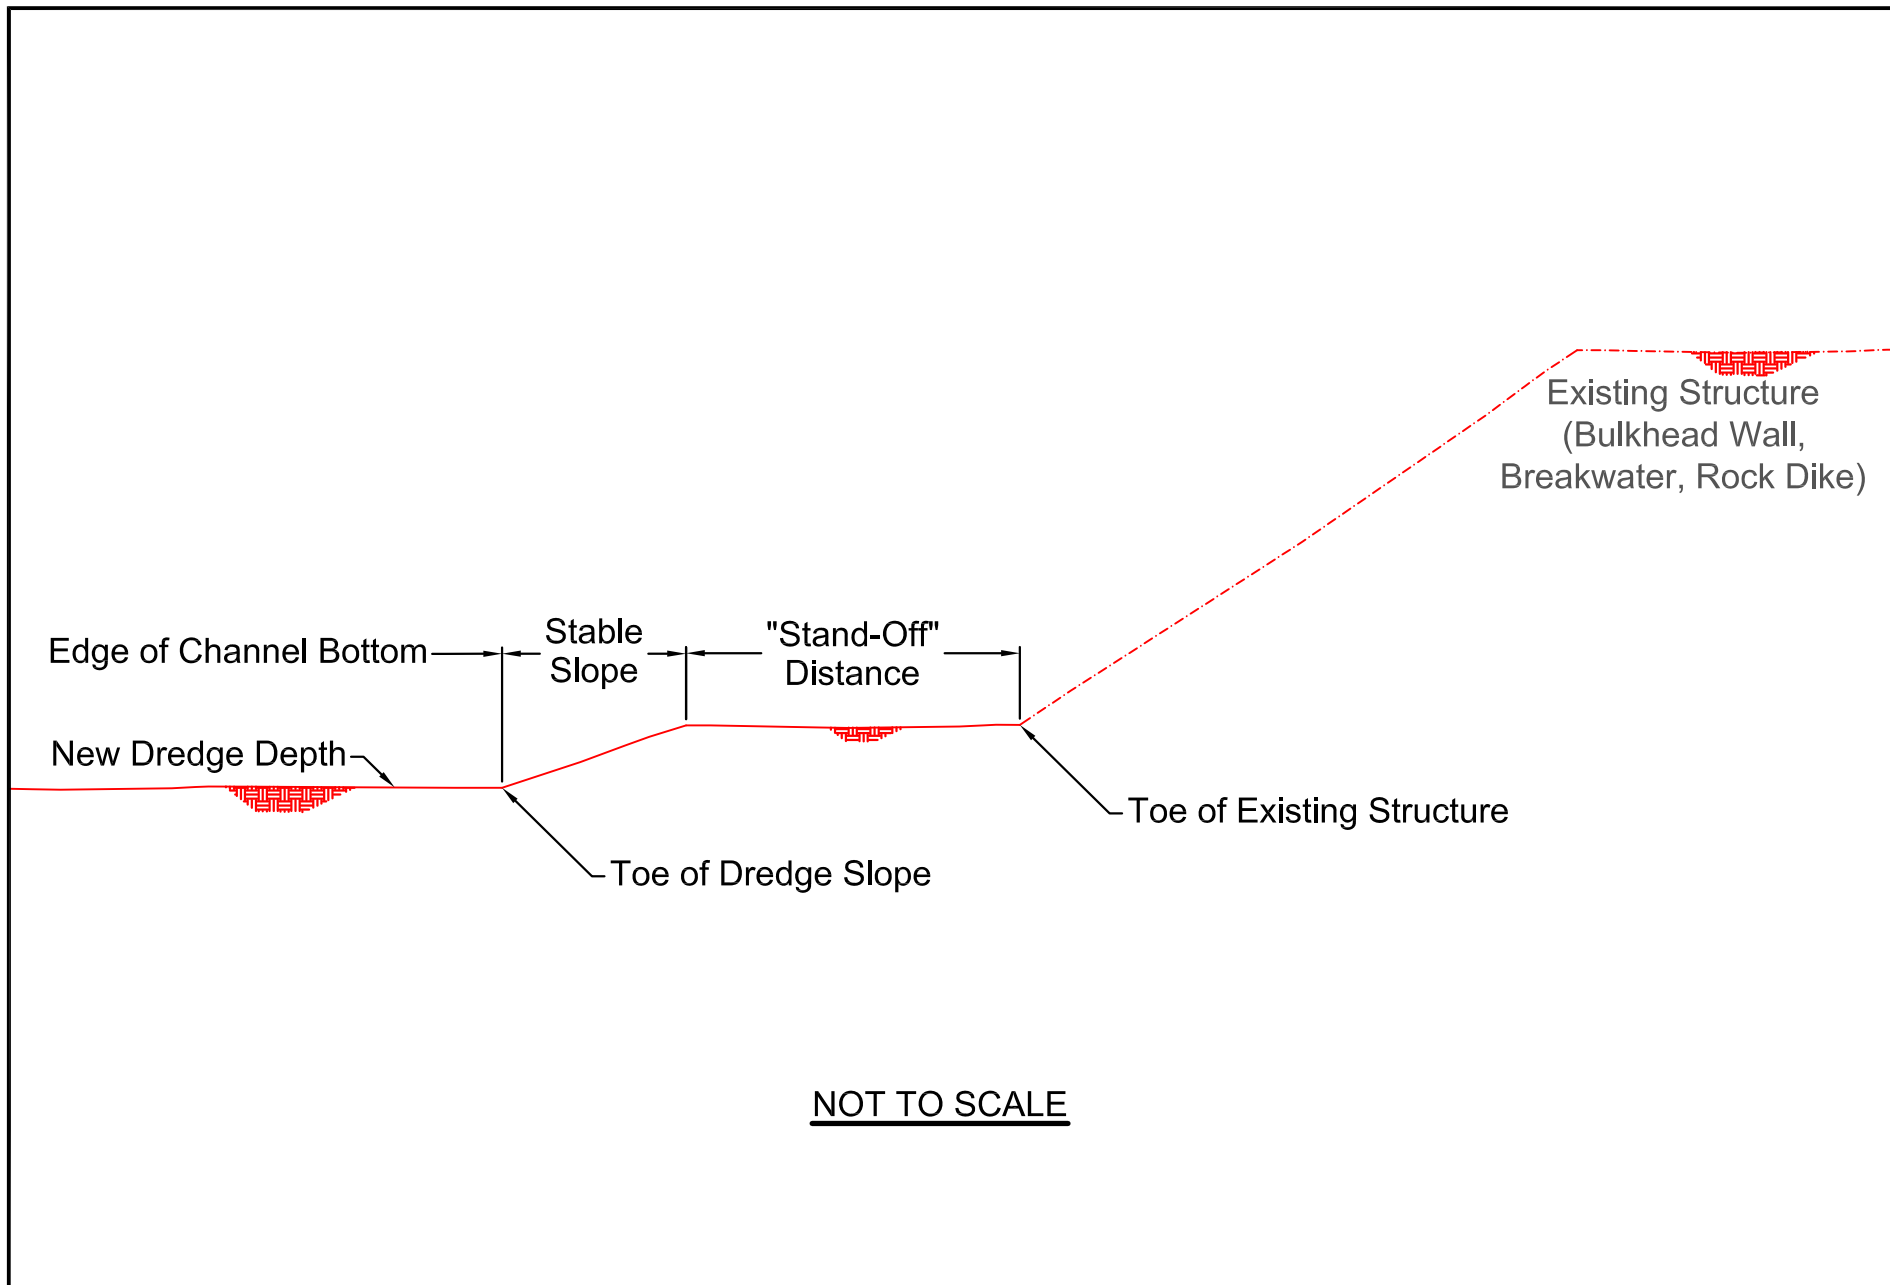 Existing Structure
(Bulkhead Wall,
Breakwater, Rock Dike)
Edge of Channel Bottom
Stable
Slope
"Stand-Off"
Distance
New Dredge Depth
Toe of Existing Structure
Toe of Dredge Slope
NOT TO SCALE